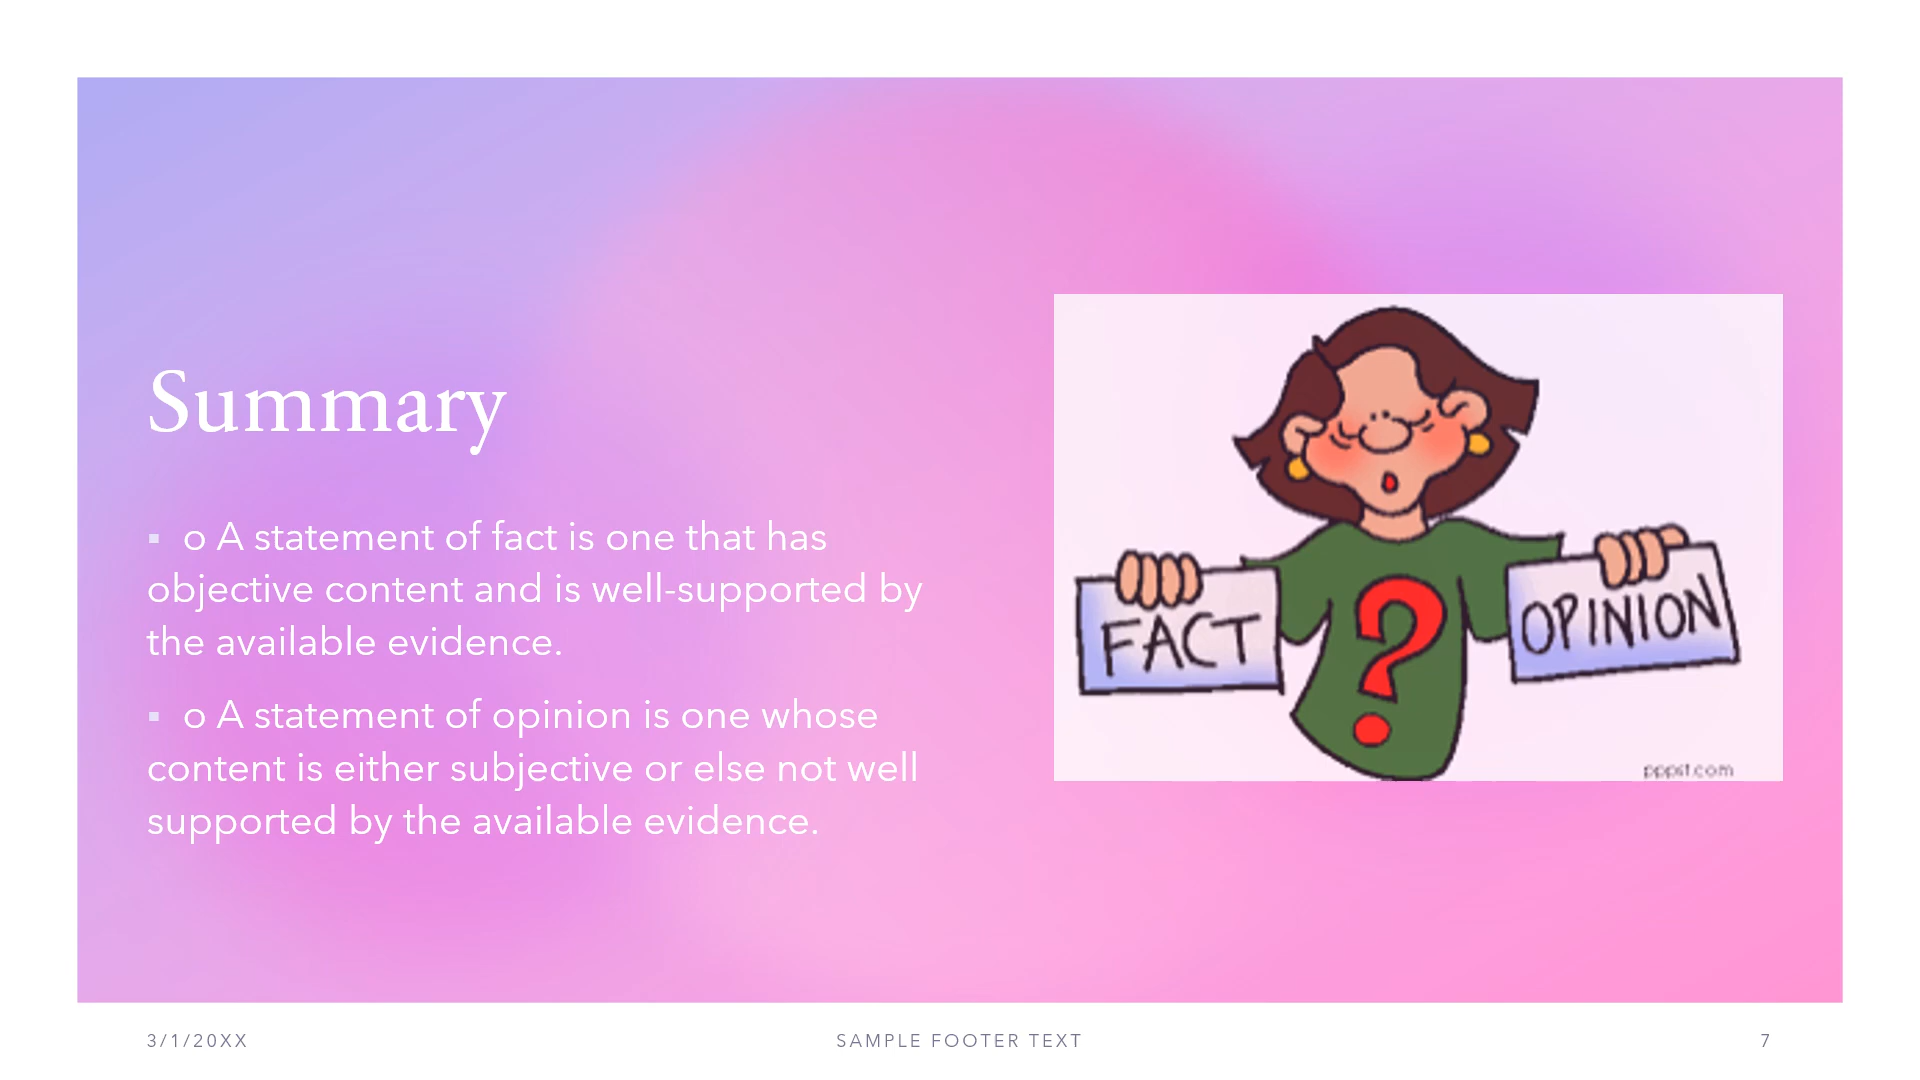 Summary
▪ o A statement of fact is one that has
objective content and is well-supported by
the available evidence.
▪ o A statement of opinion is one whose
content is either subjective or else not well
supported by the available evidence.
FACT
?
OPINION
pppst.com
3/1/20XX
SAMPLE FOOTER TEXT
7